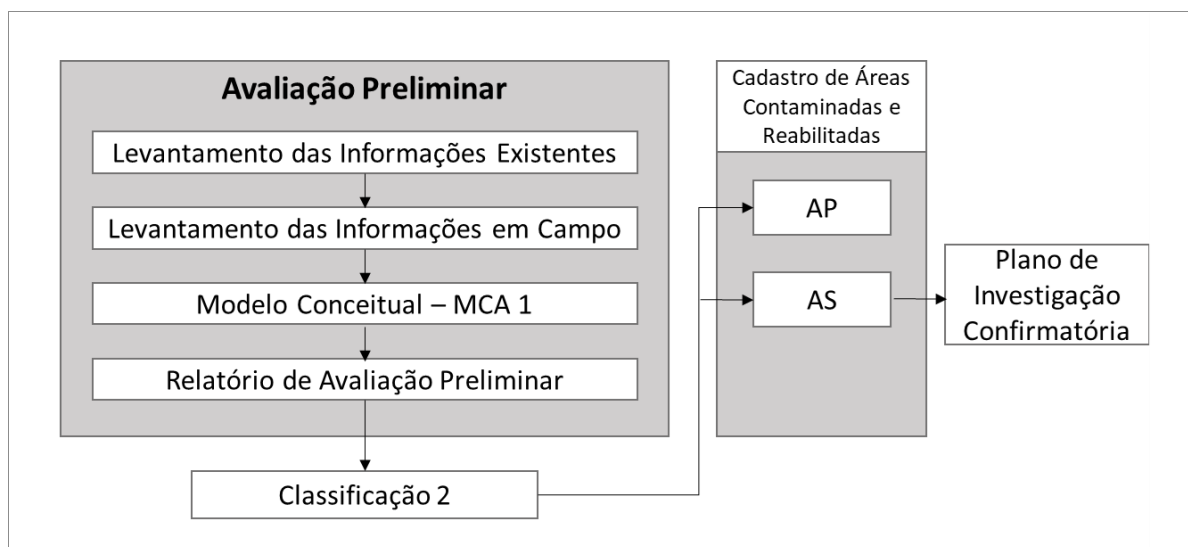 Avaliação Preliminar
Levantamento das Informações Existentes
Levantamento das Informações em Campo
Modelo Conceitual – MCA 1
Relatório de Avaliação Preliminar
Classificação 2
Cadastro de Áreas
Contaminadas e
Reabilitadas
AP
AS
Plano de
Investigação
Confirmatória